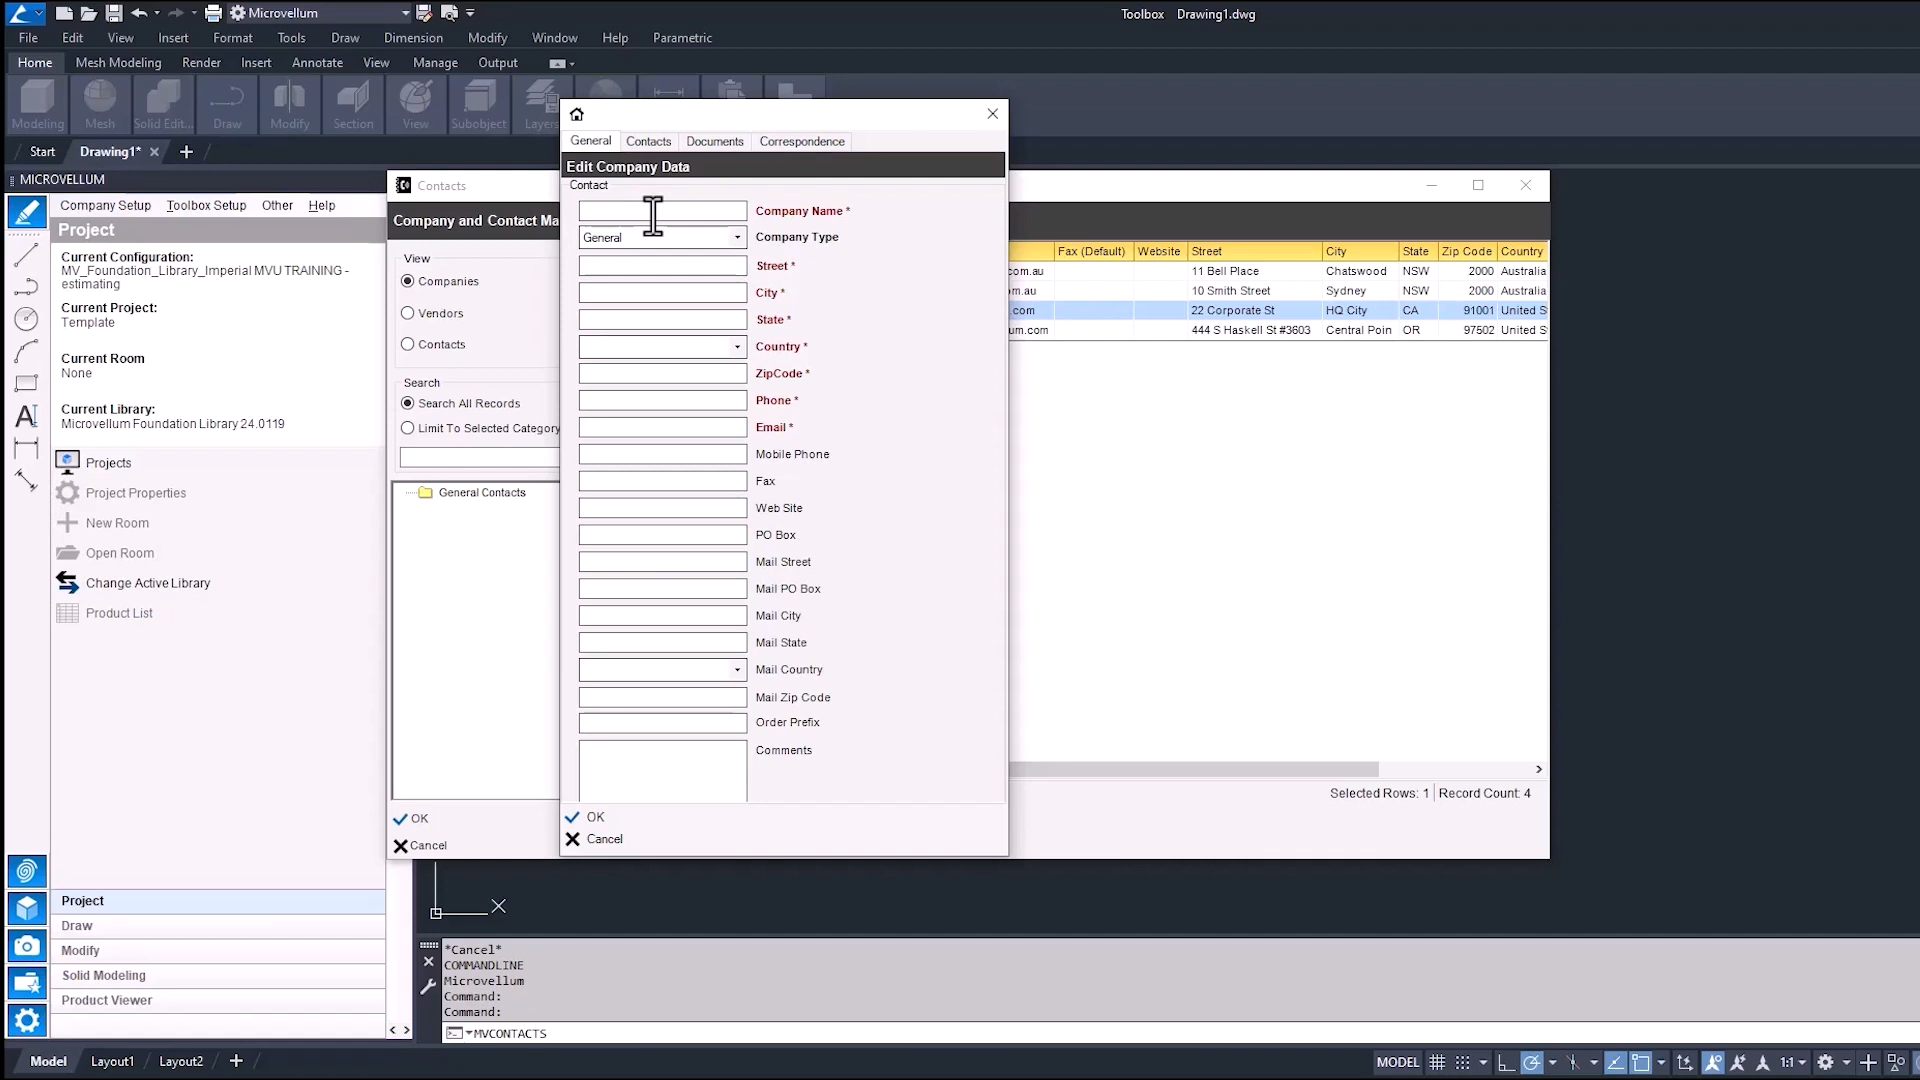 Microvellum
Toolbox Drawing1.dwg
File Edit View Insert Format Tools Draw Dimension Modify Window Help Parametric
Home Mesh Modeling Render Insert Annotate View Manage Output
Modeling Mesh Solid Edit... Draw Modify Section View Subobject Layers
Start Drawing1*
MICROVELLUM
Company Setup Toolbox Setup Other Help
Project
Current Configuration:
MV_Foundation_Library_Imperial MVU TRAINING -
estimating
Current Project:
Template
Current Room
None
Current Library:
Microvellum Foundation Library 24.0119
Projects
Project Properties
New Room
Open Room
Change Active Library
Product List
Project
Draw
Modify
Solid Modeling
Product Viewer
Contacts
Company and Contact Ma
View
Companies
Vendors
Contacts
Search
Search All Records
Limit To Selected Category
General Contacts
OK
Cancel
General Contacts Documents Correspondence
Edit Company Data
Contact
Company Name *
General Company Type
Street *
City *
State *
Country *
ZipCode *
Phone *
Email *
Mobile Phone
Fax
Web Site
PO Box
Mail Street
Mail PO Box
Mail City
Mail State
Mail Country
Mail Zip Code
Order Prefix
Comments
OK
Cancel
Fax (Default) Website Street City State Zip Code Country
com.au 11 Bell Place Chatswood NSW 2000 Australia
m.au 10 Smith Street Sydney NSW 2000 Australia
.com 22 Corporate St HQ City CA 91001 United S
um.com 444 S Haskell St #3603 Central Poin OR 97502 United S
Selected Rows: 1 Record Count: 4
*Cancel*
COMMANDLINE
Microvellum
Command:
Command:
MVCONTACTS
Model Layout1 Layout2
MODEL 1:1